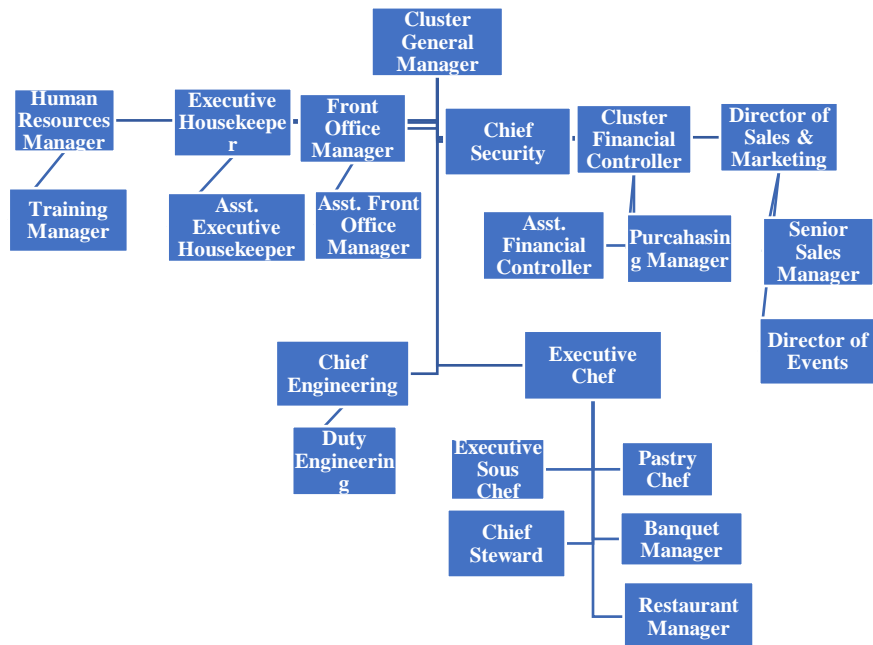 Cluster
General
Manager
Human
Resources
Manager
Executive
Housekeepe
r
Front
Office
Manager
Chief
Security
Cluster
Financial
Controller
Director of
Sales &
Marketing
Training
Manager
Asst.
Executive
Housekeeper
Asst. Front
Office
Manager
Asst.
Financial
Controller
Purcahasin
g Manager
Senior
Sales
Manager
Director of
Events
Chief
Engineering
Executive
Chef
Duty
Engineerin
g
Executive
Sous
Chef
Pastry
Chef
Chief
Steward
Banquet
Manager
Restaurant
Manager